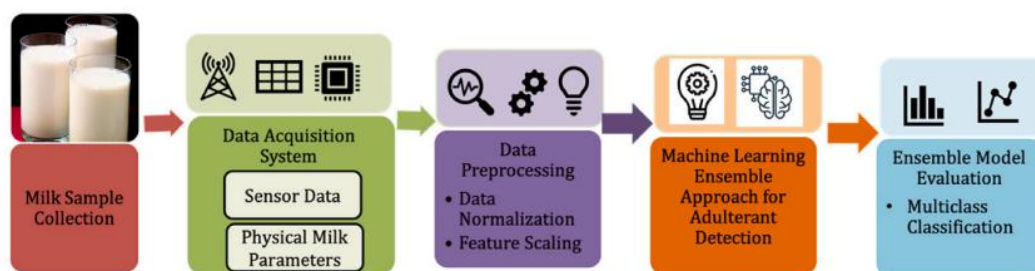 Milk Sample
Collection
Data Acquisition
System
Sensor Data
Physical Milk
Parameters
Data
Preprocessing
• Data
Normalization
• Feature Scaling
Machine Learning
Ensemble
Approach for
Adulterant
Detection
Ensemble Model
Evaluation
• Multiclass
Classification